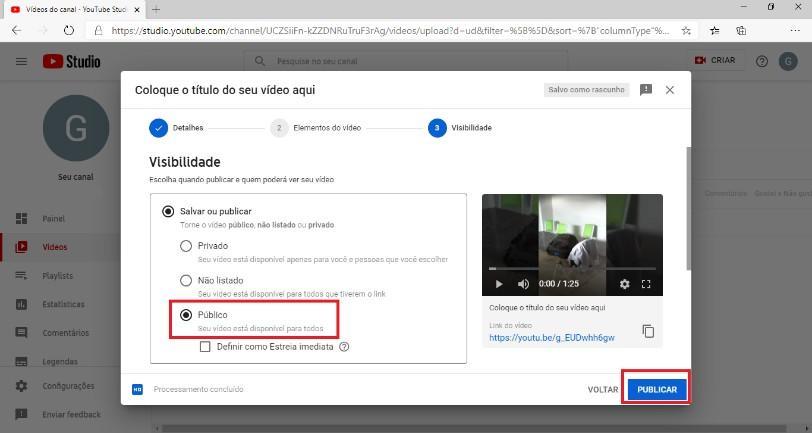 Vídeos do canal - YouTube Studio
https://studio.youtube.com/channel/UCZSiiFn-kZZDNRuTruF3rAg/videos/upload?d=ud&filter=%5B%5D&sort=%7B"columnType"%...
Studio
Pesquise no seu canal
CRIAR
G
G
Seu canal
Painel
Vídeos
Playlists
Estatísticas
Comentários
Legendas
Configurações
Enviar feedback
Comentários
Coloque o título do seu vídeo aqui
Salvo como rascunho
Detalhes
2 Elementos do vídeo
3 Visibilidade
Visibilidade
Escolha quando publicar e quem poderá ver seu vídeo
Salvar ou publicar
Torne o vídeo público, não listado ou privado
Privado
Seu vídeo está disponível apenas para você e pessoas que você escolher
Não listado
Seu vídeo está disponível para todos que tiverem o link
Público
Seu vídeo está disponível para todos
Definir como Estreia imediata
0:00 / 1:25
Coloque o título do seu vídeo aqui
Link do vídeo
https://youtu.be/g_EUDwhh6gw
HD Processamento concluído
VOLTAR PUBLICAR